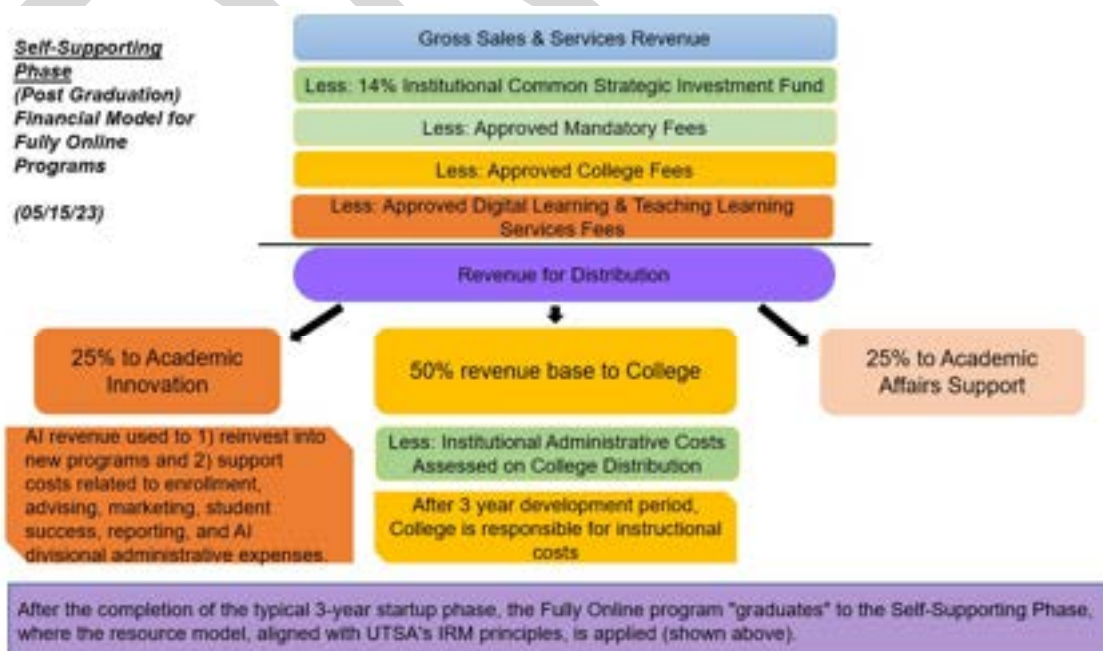 Self-Supporting
Phase
(Post Graduation)
Financial Model for
Fully Online
Programs
(05/15/23)
Gross Sales & Services Revenue
Less: 14% Institutional Common Strategic Investment Fund
Less: Approved Mandatory Fees
Less: Approved College Fees
Less: Approved Digital Learning & Teaching Learning
Services Fees
Revenue for Distribution
25% to Academic
Innovation
50% revenue base to College
25% to Academic
Affairs Support
AI revenue used to 1) reinvest into
new programs and 2) support
costs related to enrollment,
advising, marketing, student
success, reporting, and AI
divisional administrative expenses.
Less: Institutional Administrative Costs
Assessed on College Distribution
After 3 year development period,
College is responsible for instructional
costs
After the completion of the typical 3-year startup phase, the Fully Online program "graduates" to the Self-Supporting Phase,
where the resource model, aligned with UTSA's IRM principles, is applied (shown above).